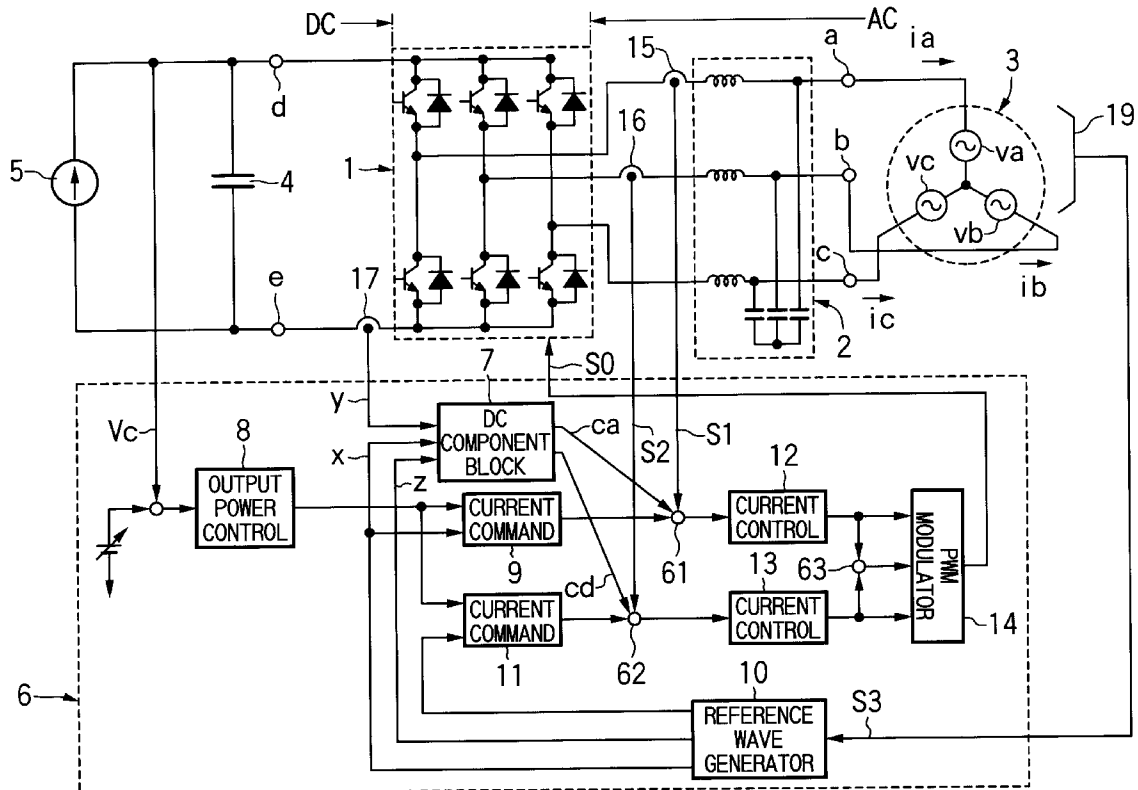 DC
AC
15
a
ia
3
d
16
19
1
b
va
vc
5
4
vb
e
17
c
ib
ic
2
7
S0
y
DC
COMPONENT
BLOCK
ca
S1
Vc
8
x
S2
z
12
OUTPUT
POWER
CONTROL
CURRENT
COMMAND
9
61
CURRENT
CONTROL
63
PWM
MODULATOR
cd
13
CURRENT
COMMAND
11
62
CURRENT
CONTROL
14
10
6
REFERENCE
WAVE
GENERATOR
S3